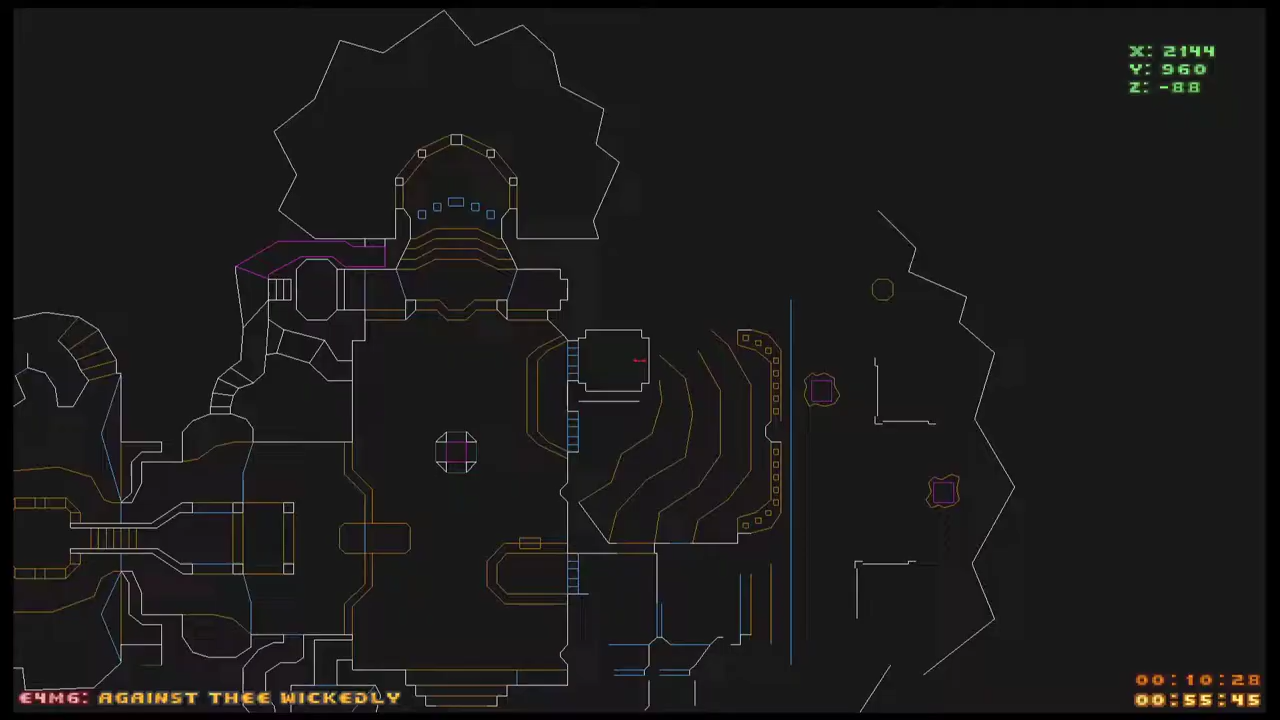 X: 2144
Y: 960
Z: -88
E4M6: AGAINST THEE WICKEDLY
00:10:28
00:55:45